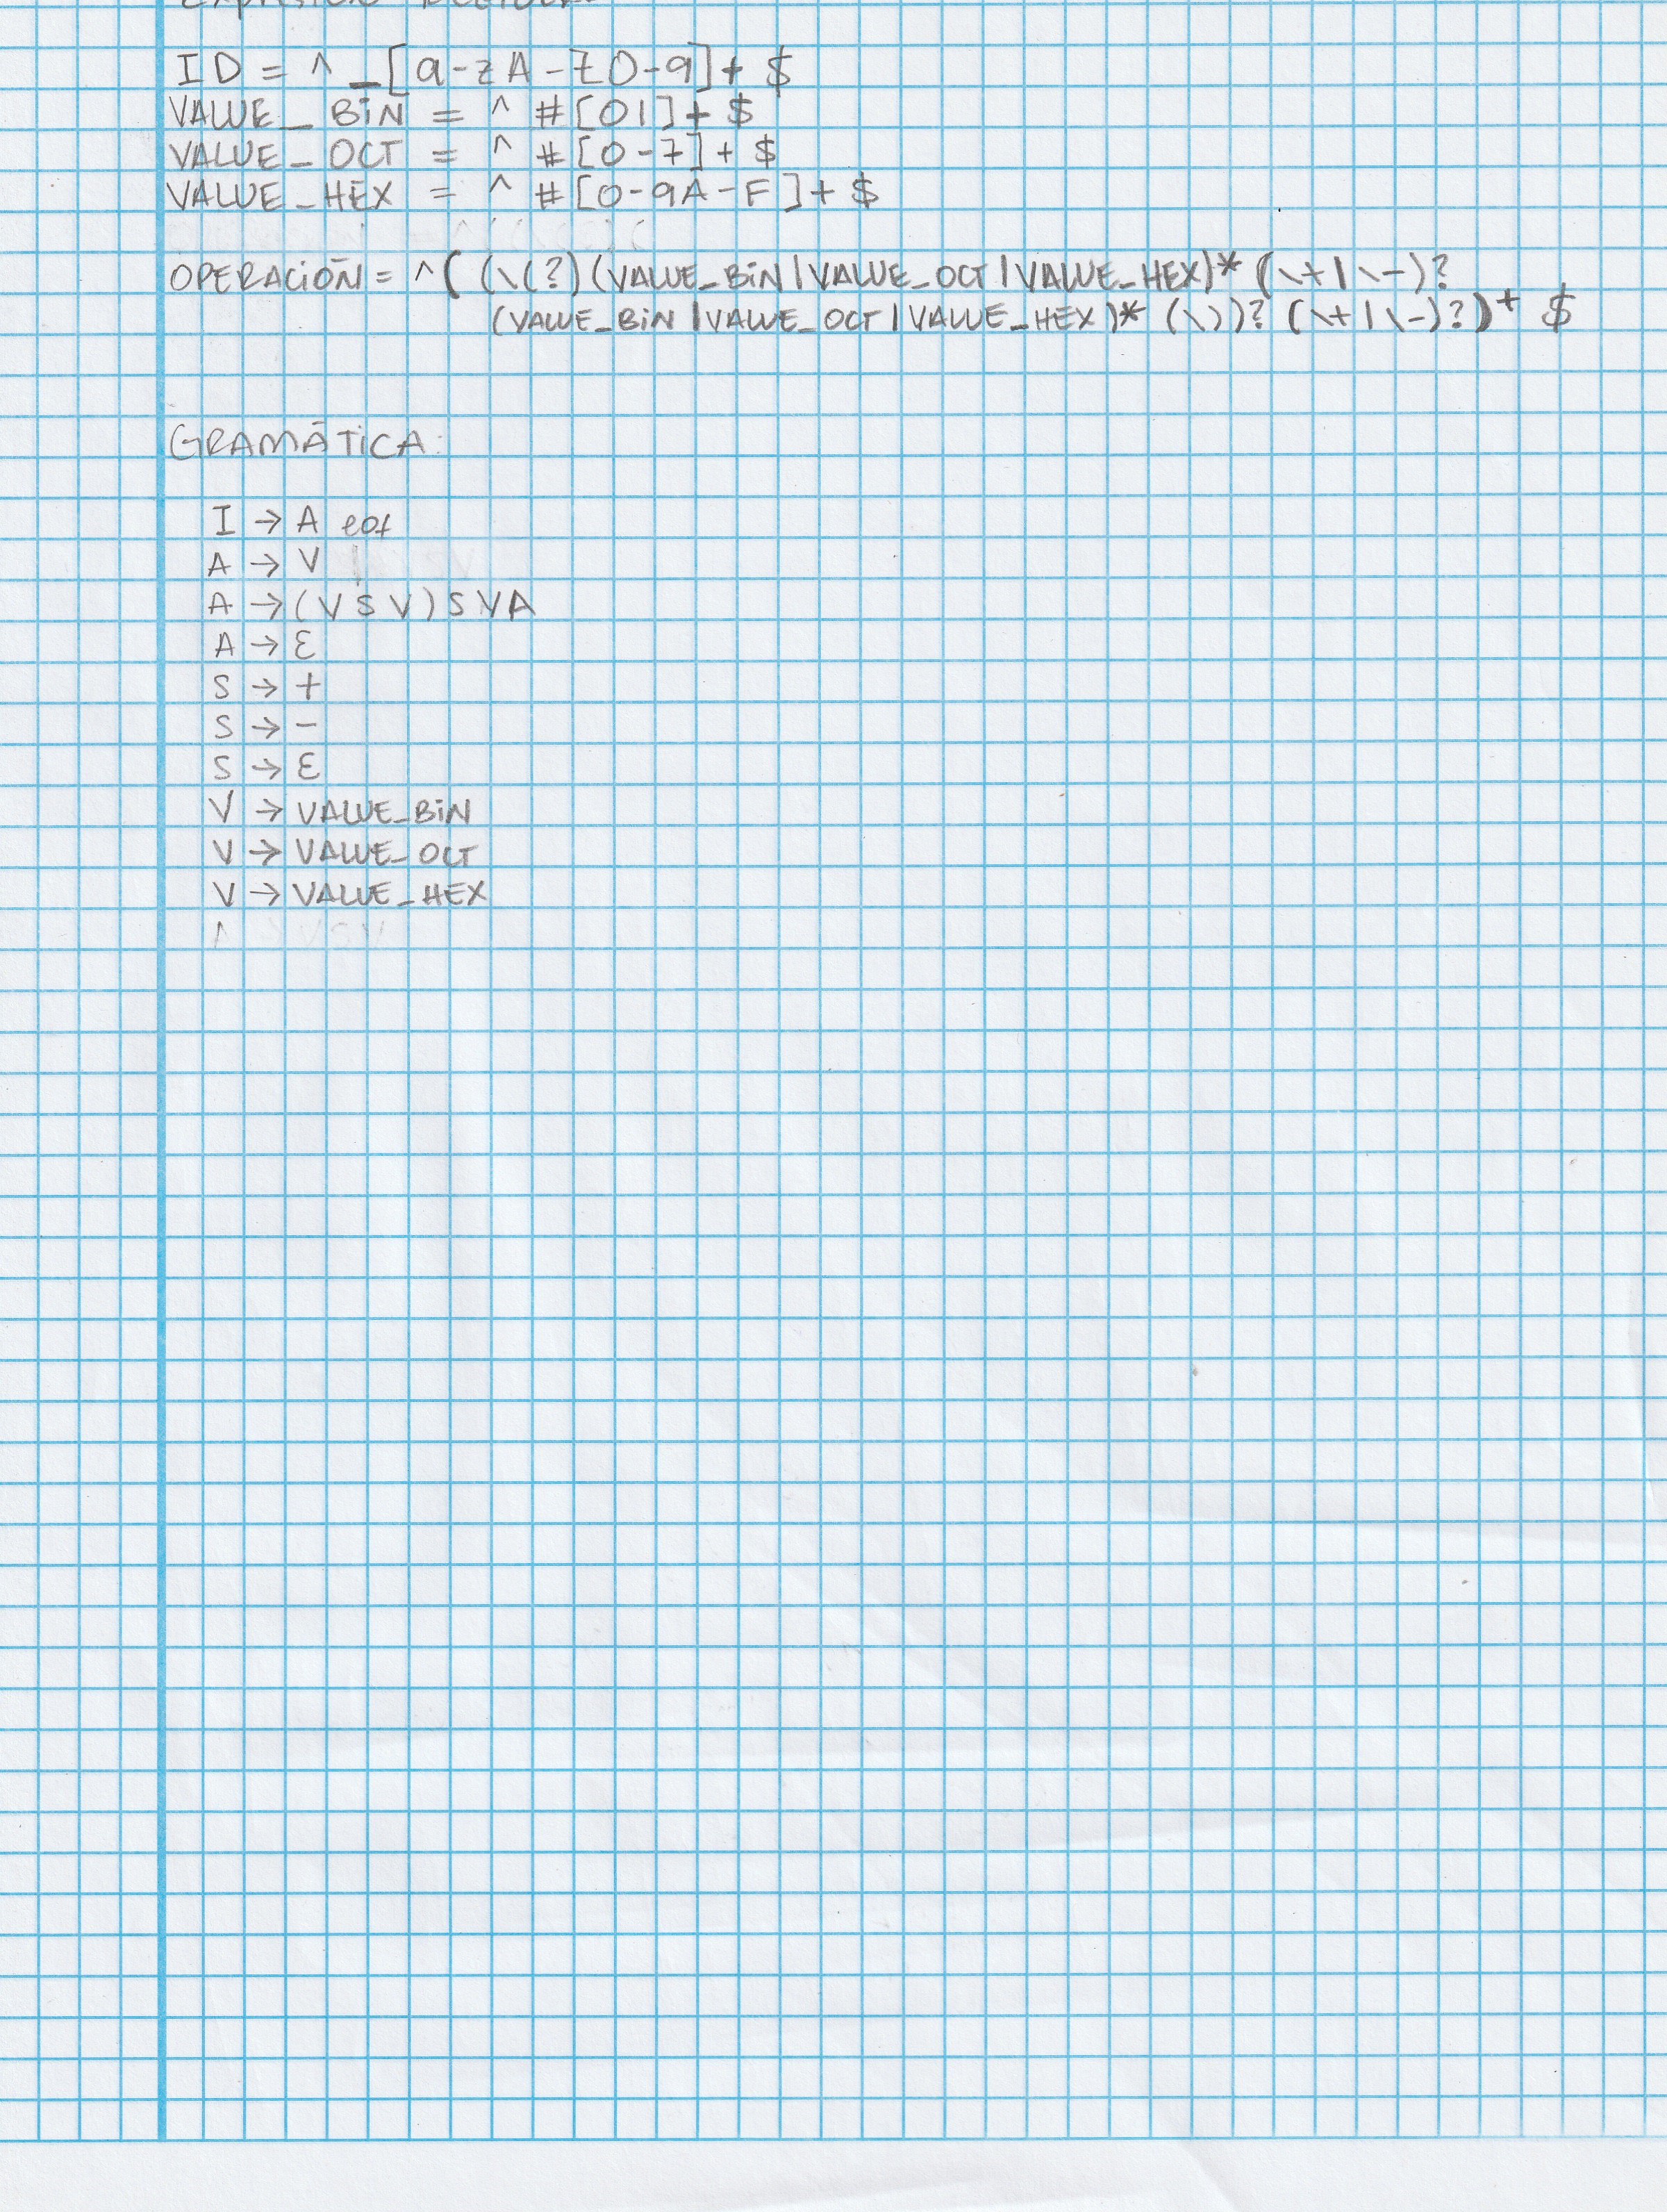 ID = ^ _[a-zA-Z0-9]+ $
VALUE_BIN = ^ #[01]+ $
VALUE_OCT = ^ #[0-7]+ $
VALUE_HEX = ^ #[0-9A-F]+ $
OPERACIÓN = ^( (\(?)(VALUE_BIN|VALUE_OCT|VALUE_HEX)* (\+|\-)?
(VALUE_BIN|VALUE_OCT|VALUE_HEX)* (\))? (\+|\-)?)+ $
GRAMÁTICA:
I → A eof
A → V
A → (V S V) S V A
A → ε
S → +
S → -
S → ε
V → VALUE_BIN
V → VALUE_OCT
V → VALUE_HEX